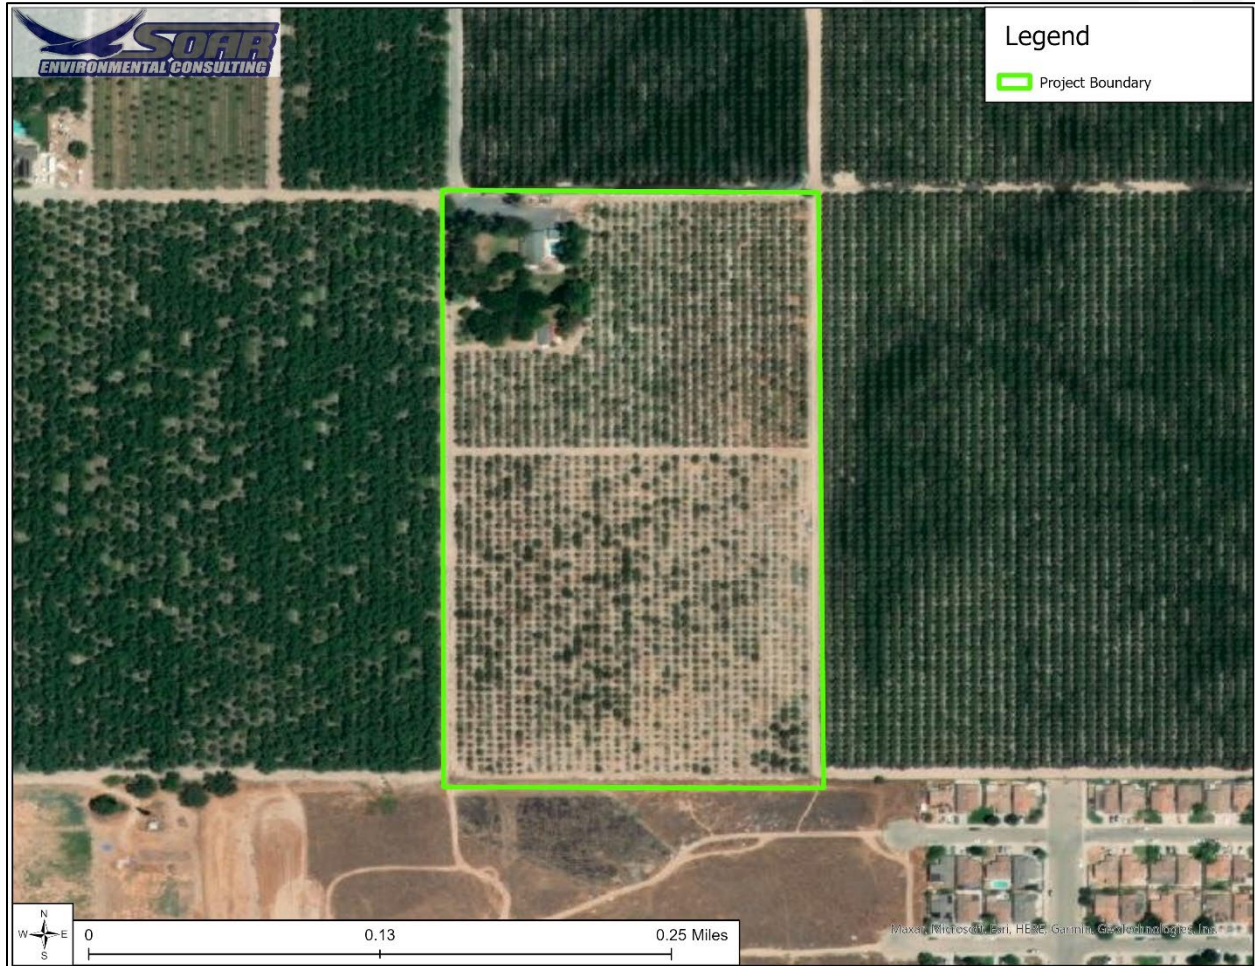 SOAR
ENVIRONMENTAL CONSULTING
Legend
Project Boundary
N
W E
S
0 0.13 0.25 Miles
Maxar, Microsoft, Esri, HERE, Garmin, GeoTechnologies, Inc.